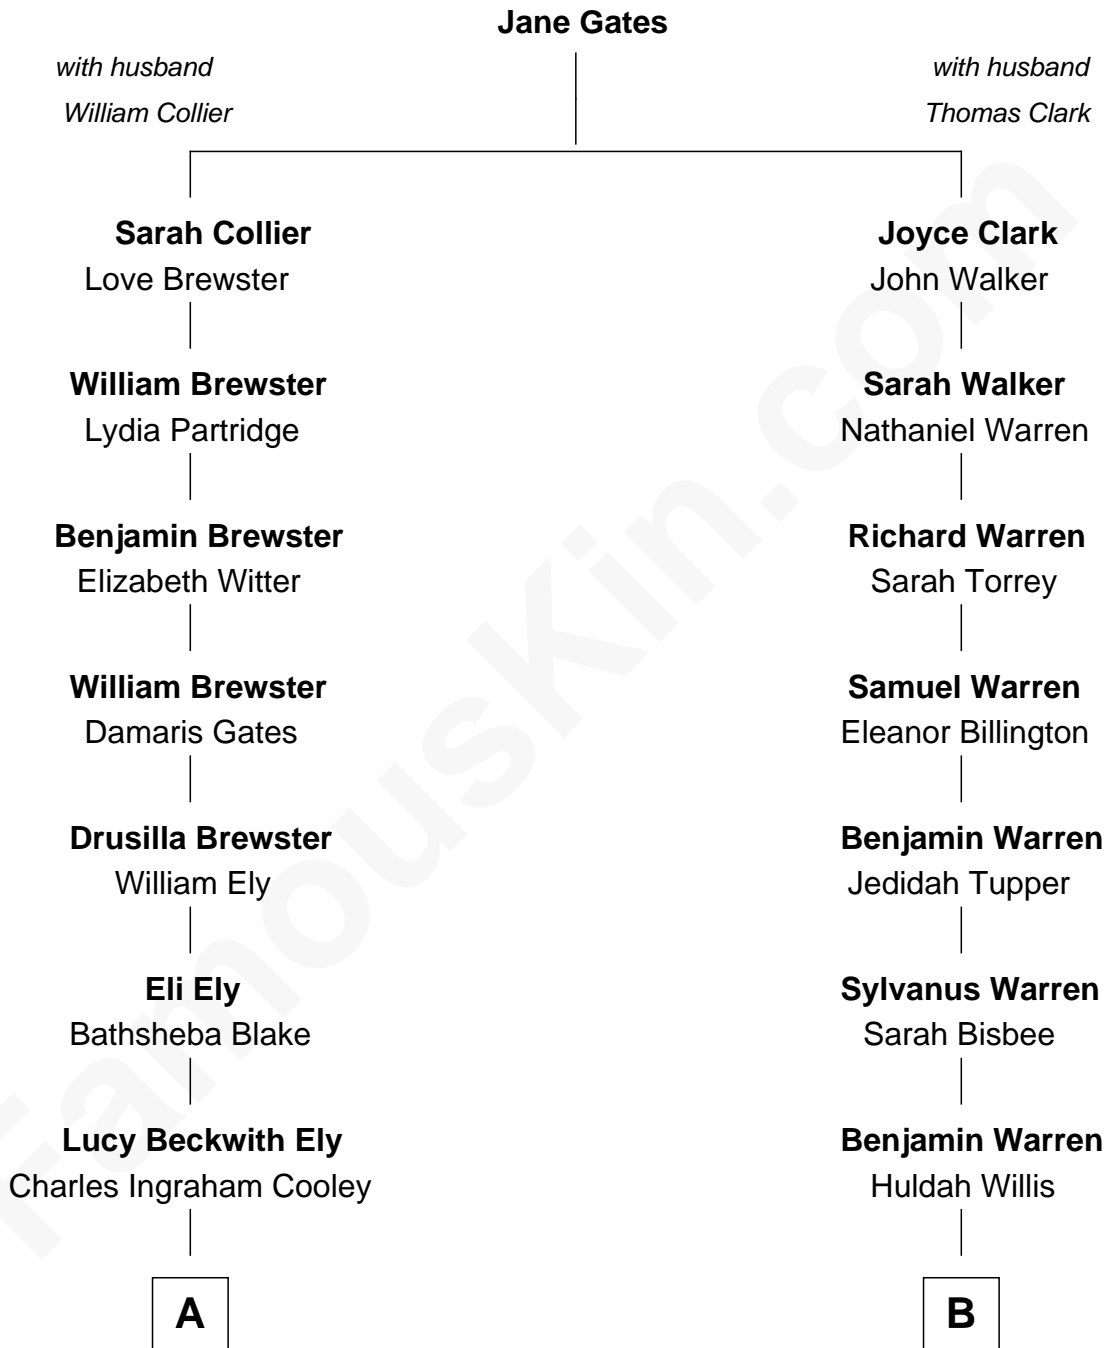 Jane Gates
with husband
William Collier
with husband
Thomas Clark
Sarah Collier
Love Brewster
Joyce Clark
John Walker
William Brewster
Lydia Partridge
Sarah Walker
Nathaniel Warren
Benjamin Brewster
Elizabeth Witter
Richard Warren
Sarah Torrey
William Brewster
Damaris Gates
Samuel Warren
Eleanor Billington
Drusilla Brewster
William Ely
Benjamin Warren
Jedidah Tupper
Eli Ely
Bathsheba Blake
Sylvanus Warren
Sarah Bisbee
Lucy Beckwith Ely
Charles Ingraham Cooley
Benjamin Warren
Huldah Willis
A
B
FamousKin.com